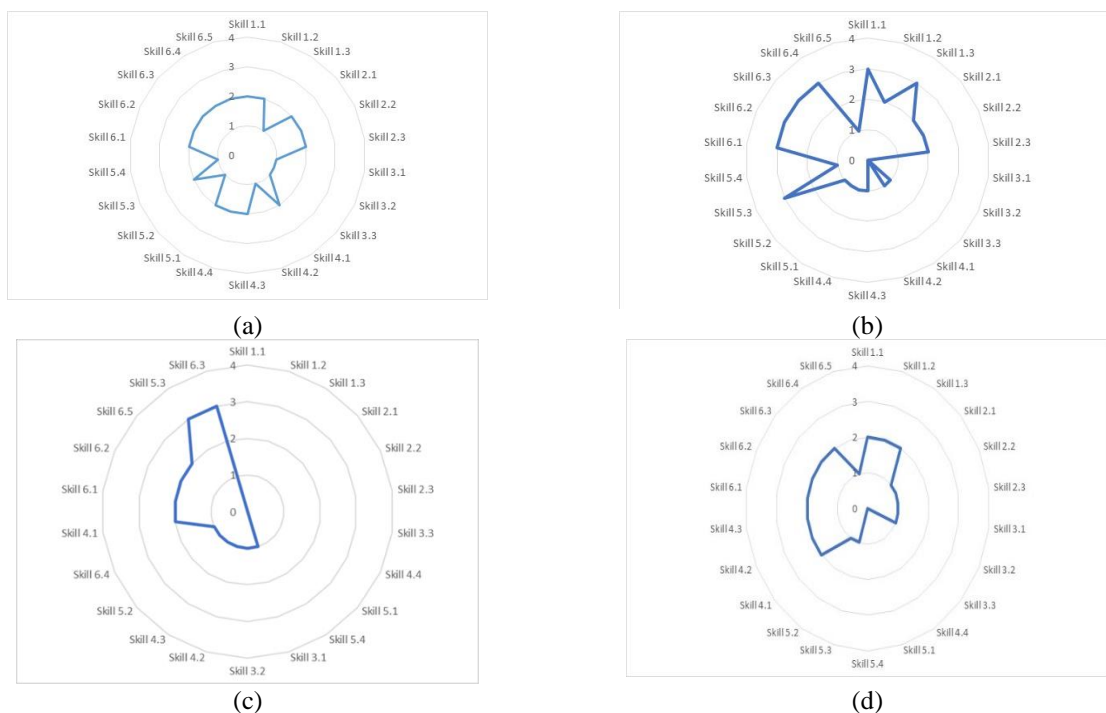 Skill 1.1
Skill 1.2
Skill 1.3
Skill 2.1
Skill 2.2
Skill 2.3
Skill 3.1
Skill 3.2
Skill 3.3
Skill 4.1
Skill 4.2
Skill 4.3
Skill 4.4
Skill 5.1
Skill 5.2
Skill 5.3
Skill 5.4
Skill 6.1
Skill 6.2
Skill 6.3
Skill 6.4
Skill 6.5
4
3
2
1
0
(a)
Skill 1.1
Skill 1.2
Skill 1.3
Skill 2.1
Skill 2.2
Skill 2.3
Skill 3.1
Skill 3.2
Skill 3.3
Skill 4.1
Skill 4.2
Skill 4.3
Skill 4.4
Skill 5.1
Skill 5.2
Skill 5.3
Skill 5.4
Skill 6.1
Skill 6.2
Skill 6.3
Skill 6.4
Skill 6.5
4
3
2
1
0
(b)
Skill 1.1
Skill 1.2
Skill 1.3
Skill 2.1
Skill 2.2
Skill 2.3
Skill 3.3
Skill 4.4
Skill 5.1
Skill 5.4
Skill 3.1
Skill 3.2
Skill 4.2
Skill 4.3
Skill 5.2
Skill 6.4
Skill 4.1
Skill 6.1
Skill 6.2
Skill 6.5
Skill 5.3
Skill 6.3
4
3
2
1
0
(c)
Skill 1.1
Skill 1.2
Skill 1.3
Skill 2.1
Skill 2.2
Skill 2.3
Skill 3.1
Skill 3.2
Skill 3.3
Skill 4.4
Skill 5.1
Skill 5.4
Skill 5.3
Skill 5.2
Skill 4.1
Skill 4.2
Skill 4.3
Skill 6.1
Skill 6.2
Skill 6.3
Skill 6.4
Skill 6.5
4
3
2
1
0
(d)